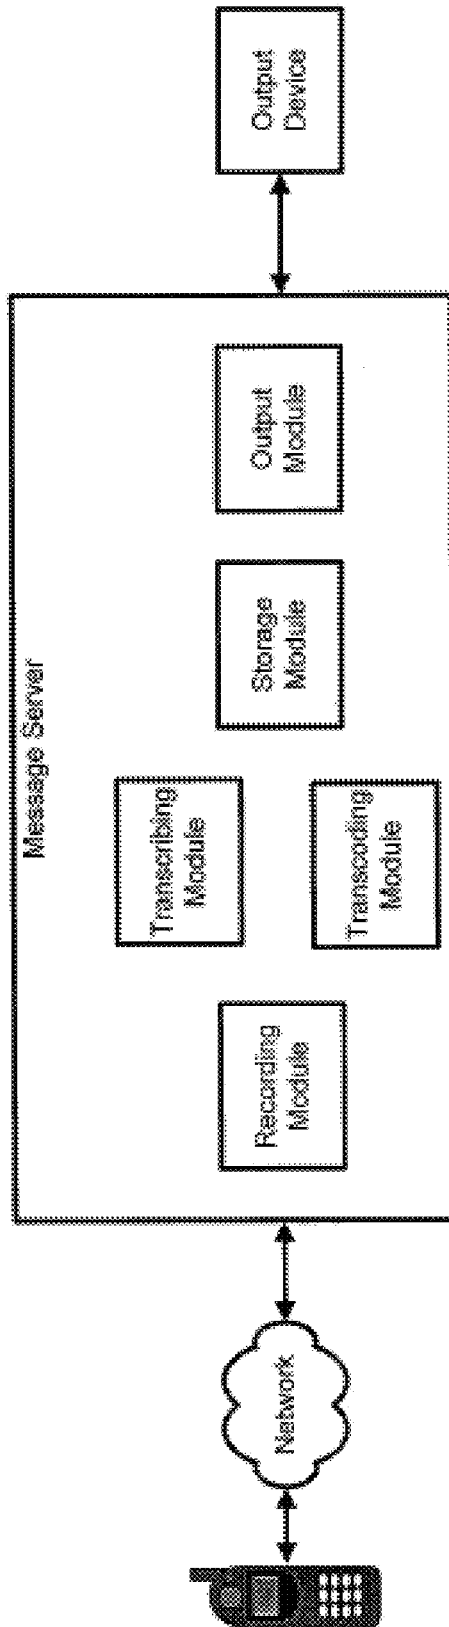 Message Server
Network
Recording
Module
Transcribing
Module
Transcoding
Module
Storage
Module
Output
Module
Output
Device